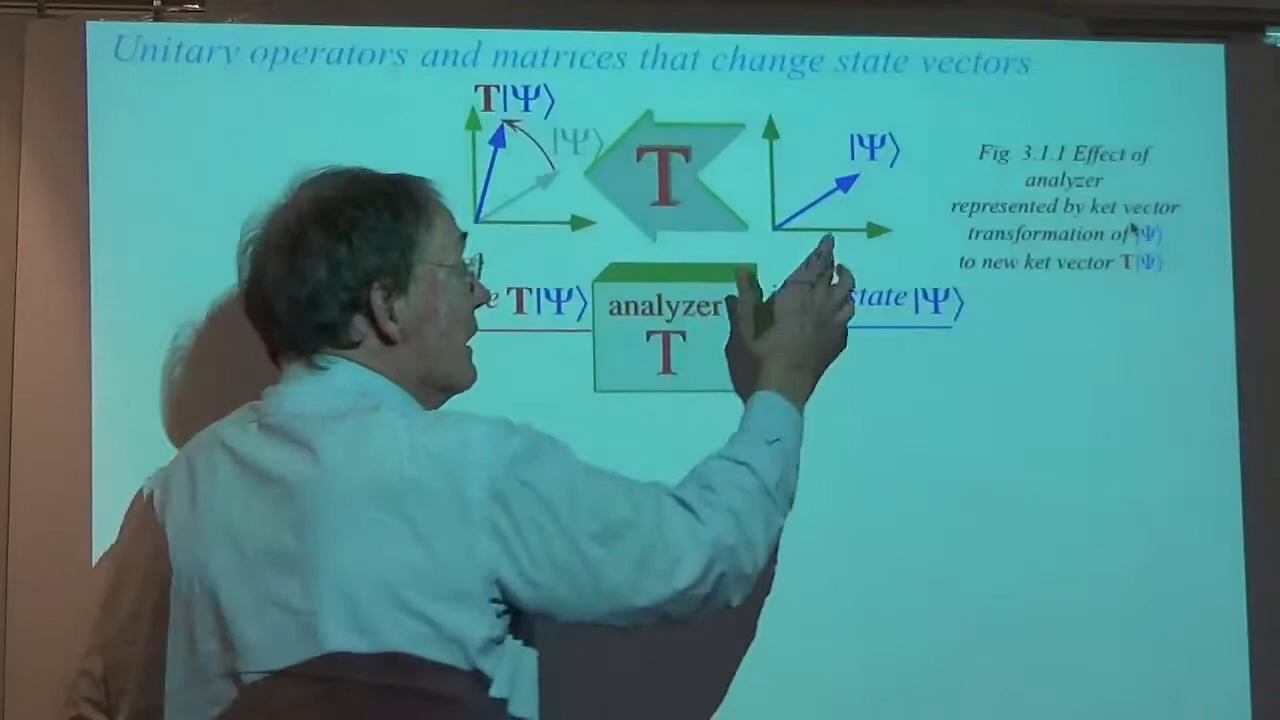 Unitary operators and matrices that change state vectors
T|Ψ⟩
|Ψ⟩
T
|Ψ⟩
Fig 3.1.1 Effect of
analyzer
represented by ket vector
transformation of |Ψ⟩
to new ket vector T|Ψ⟩
T|Ψ⟩
analyzer
T
state |Ψ⟩